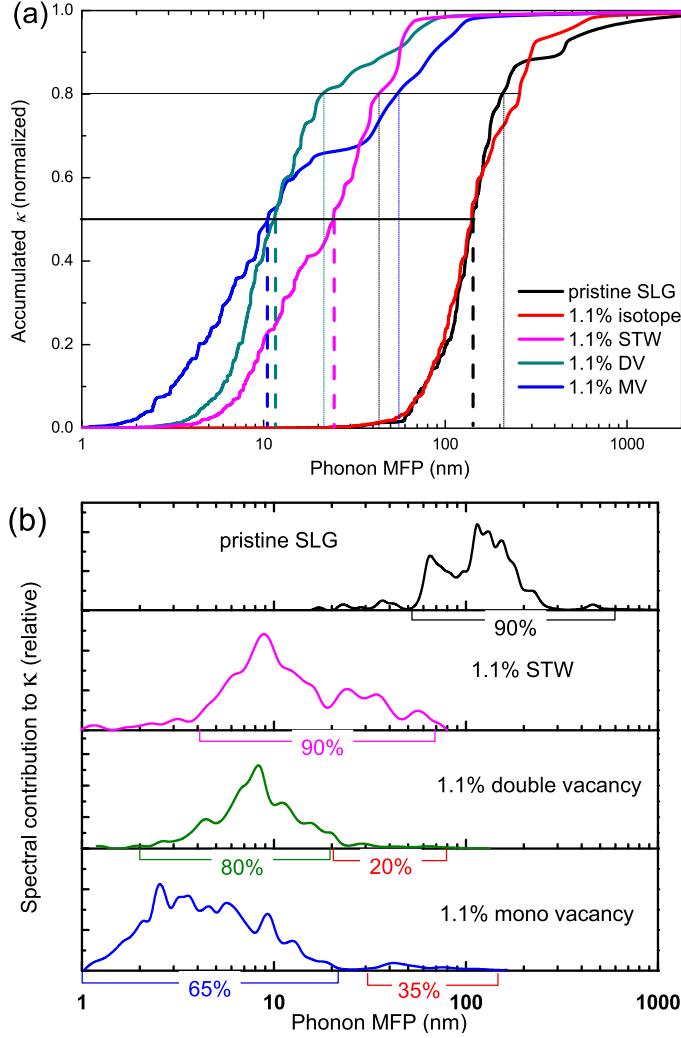 (a)
Accumulated κ (normalized)
1.0
0.8
0.6
0.4
0.2
0.0
pristine SLG
1.1% isotope
1.1% STW
1.1% DV
1.1% MV
1 10 100 1000
Phonon MFP (nm)
(b)
Spectral contribution to κ (relative)
pristine SLG
90%
1.1% STW
90%
1.1% double vacancy
80% 20%
1.1% mono vacancy
65% 35%
1 10 100 1000
Phonon MFP (nm)